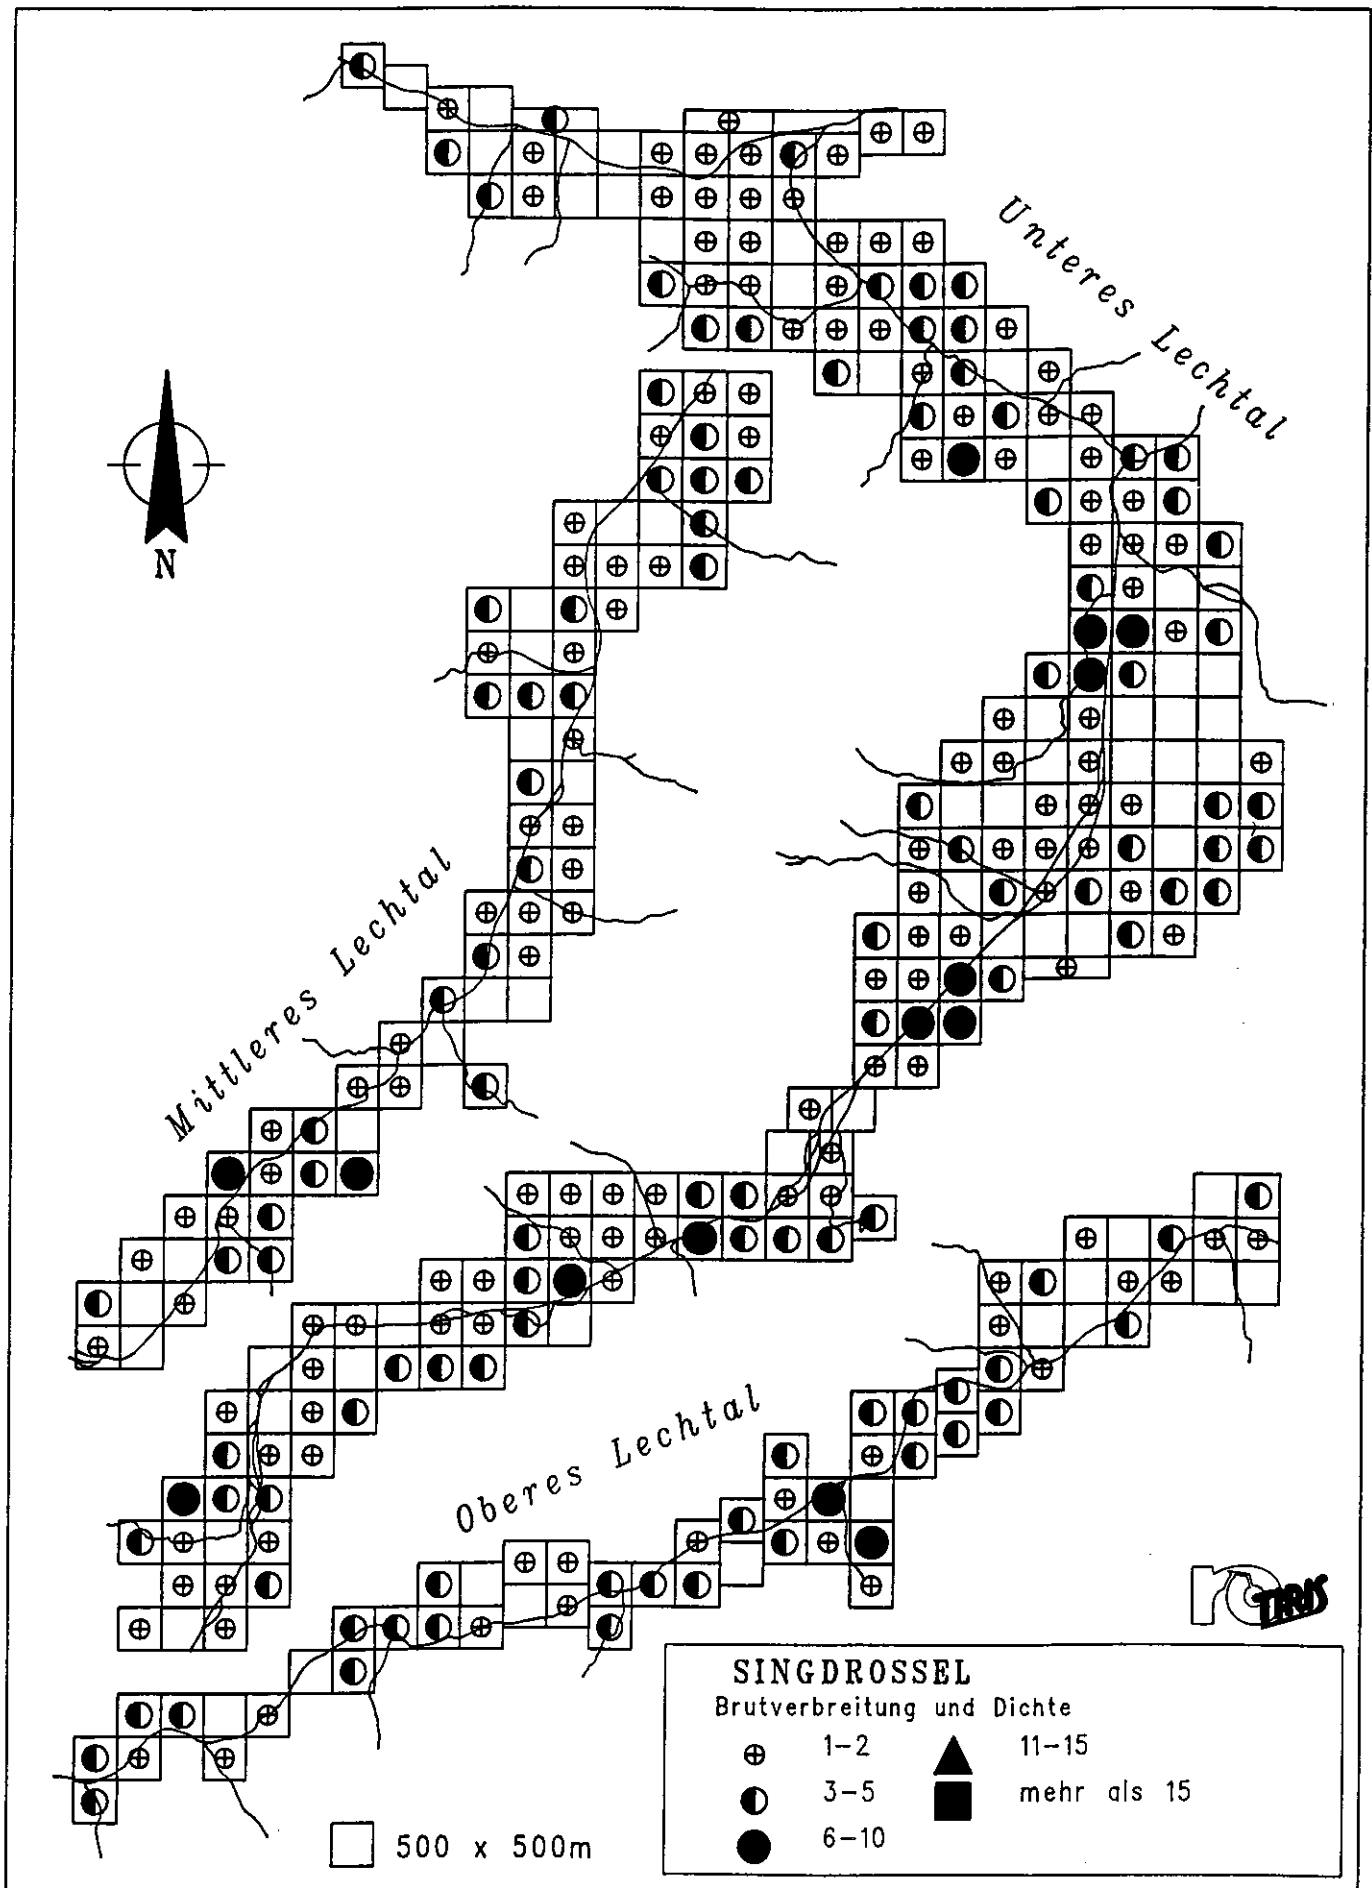 Unteres Lechtal
N
Mittleres Lechtal
Oberes Lechtal
TIRIS
SINGDROSSEL
Brutverbreitung und Dichte
1-2
11-15
3-5
mehr als 15
6-10
500 x 500m